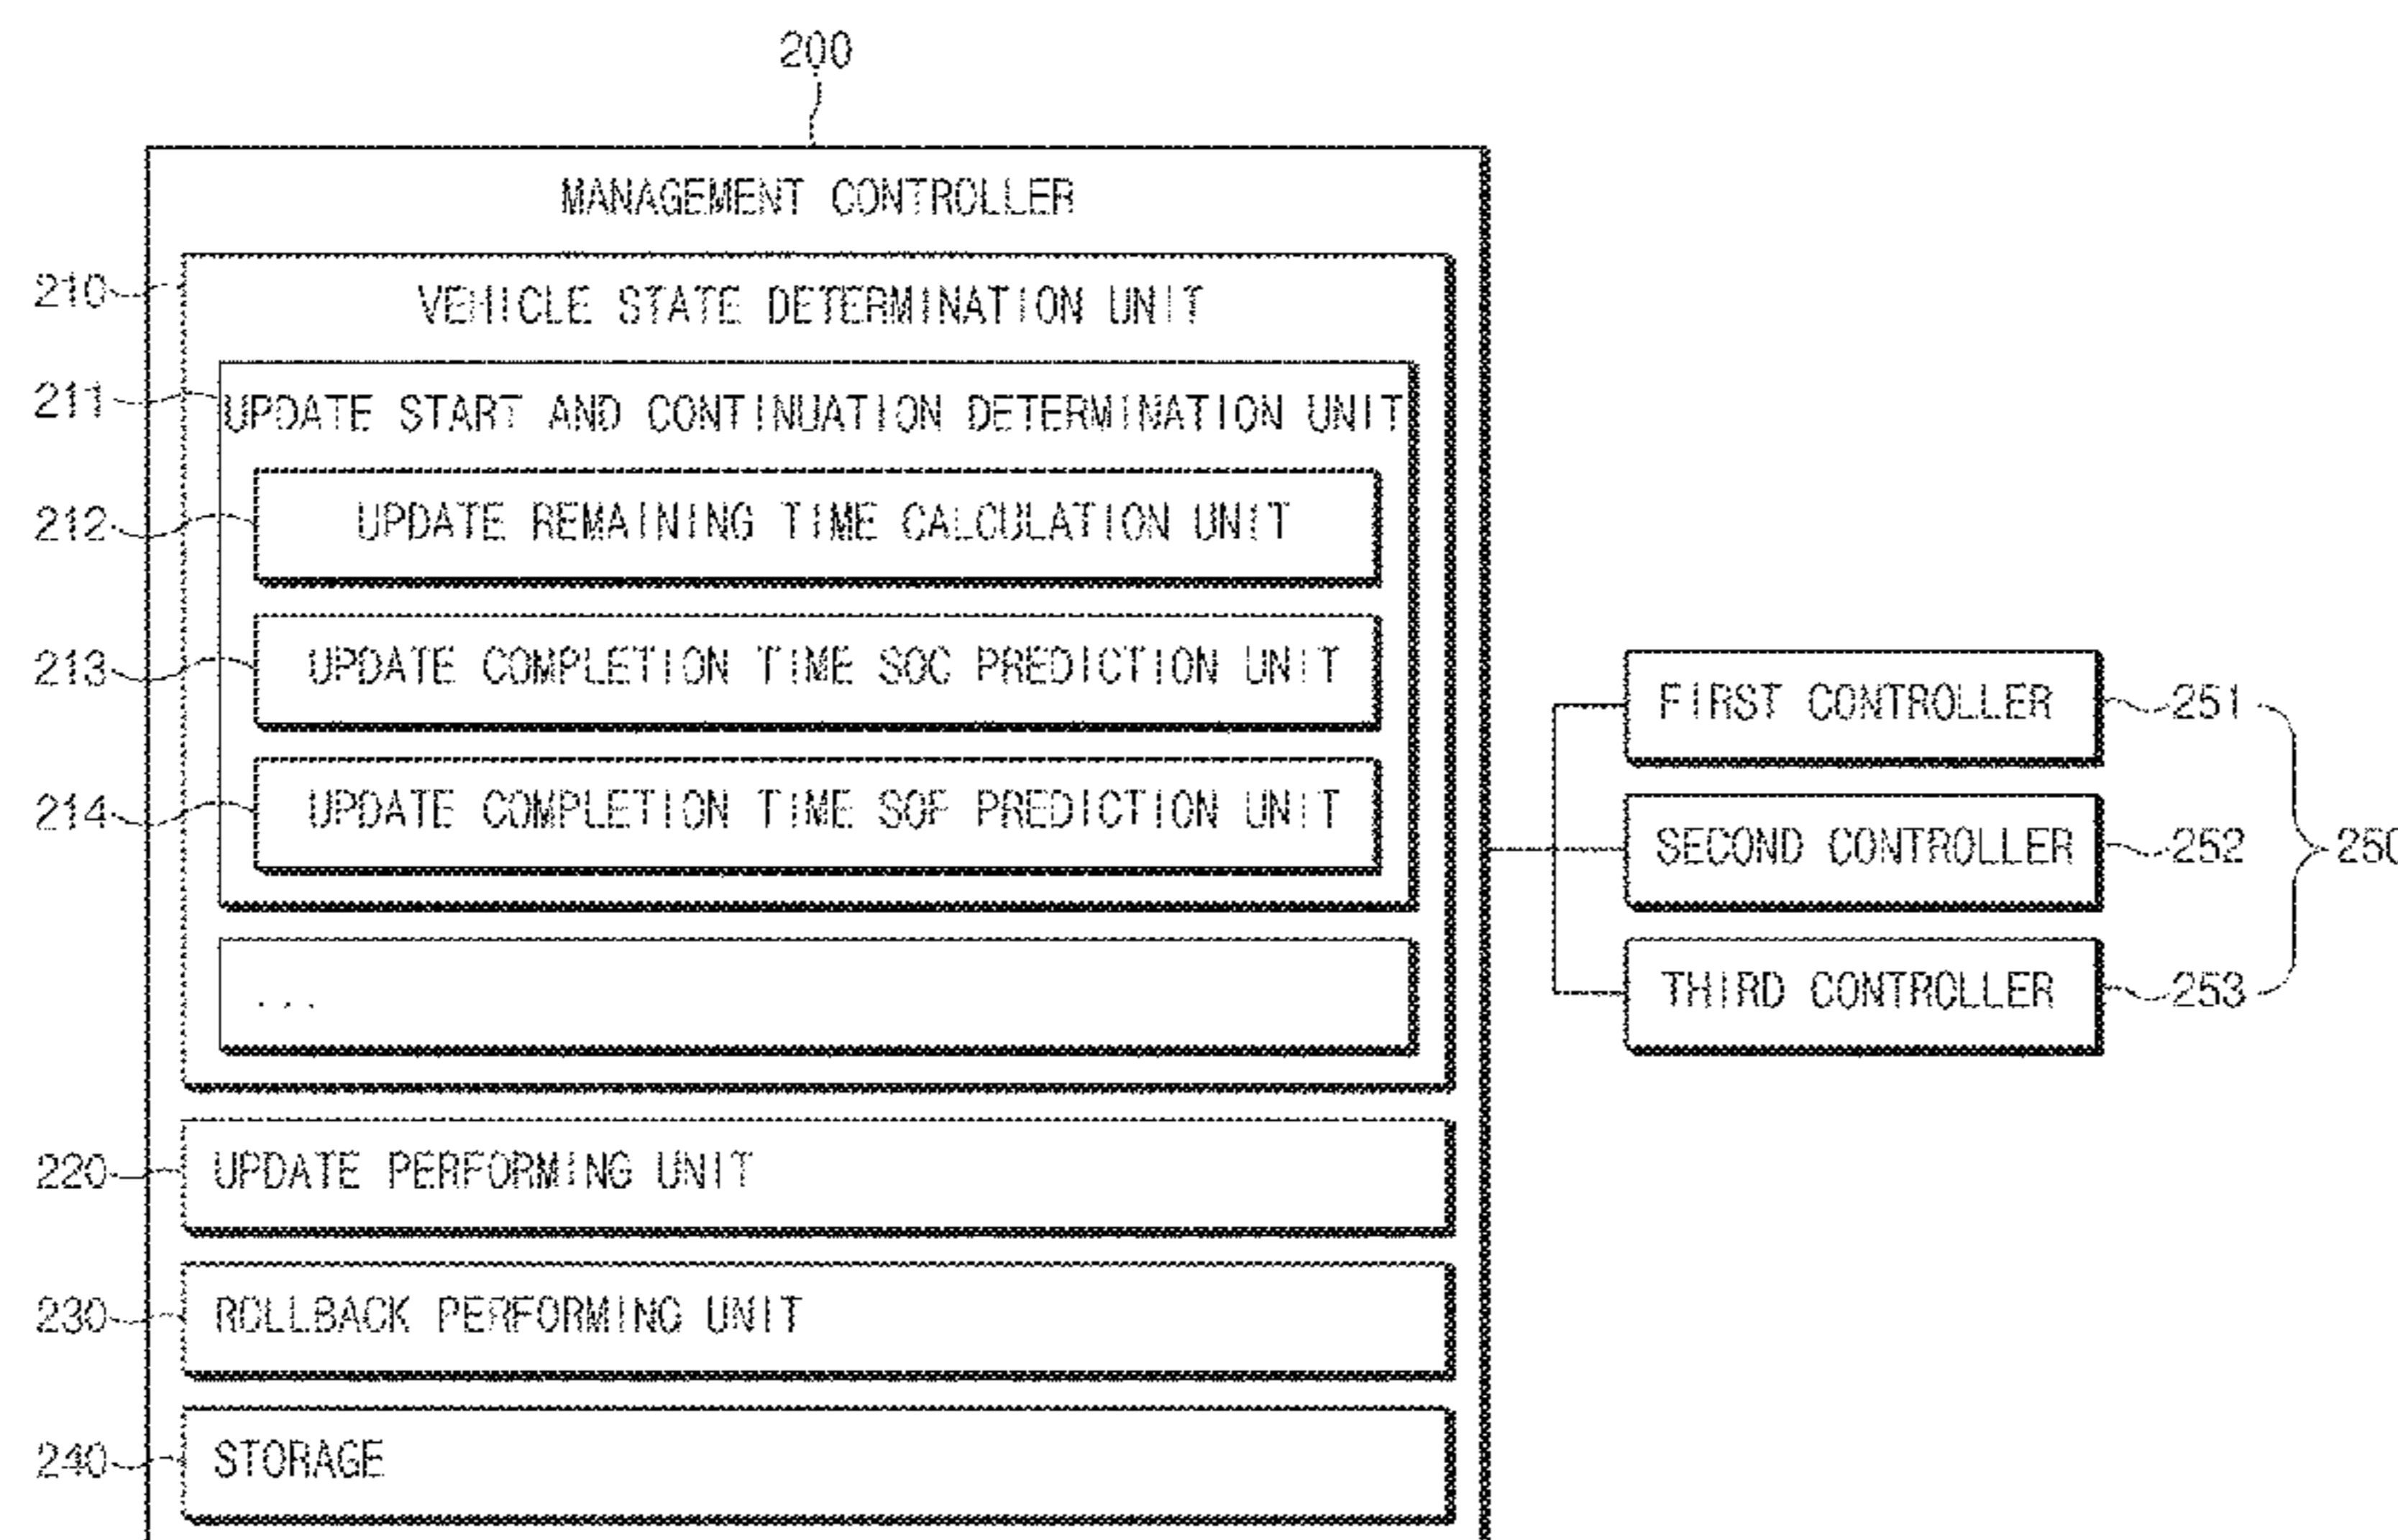 200
MANAGEMENT CONTROLLER
210
VEHICLE STATE DETERMINATION UNIT
211
UPDATE START AND CONTINUATION DETERMINATION UNIT
212
UPDATE REMAINING TIME CALCULATION UNIT
213
UPDATE COMPLETION TIME SOC PREDICTION UNIT
214
UPDATE COMPLETION TIME SOF PREDICTION UNIT
...
220
UPDATE PERFORMING UNIT
230
ROLLBACK PERFORMING UNIT
240
STORAGE
FIRST CONTROLLER
251
SECOND CONTROLLER
252
THIRD CONTROLLER
253
250